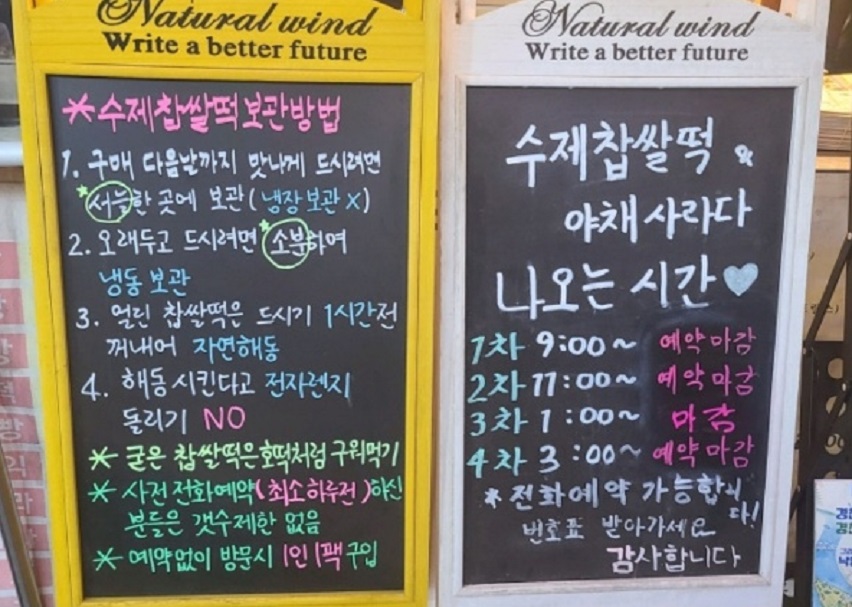 Natural wind
Write a better future
* 수제찹쌀떡 보관방법
1. 구매 다음날까지 맛나게 드시려면
*서늘한 곳에 보관 (냉장보관 X)
2. 오래두고 드시려면 소분하여
냉동 보관
3. 얼린 찹쌀떡은 드시기 1시간전
꺼내어 자연해동
4. 해동시킨다고 전자렌지
돌리기 NO
* 굳은 찹쌀떡은 호떡처럼 구워먹기
* 사전전화예약(최소하루전)하신
분들은 갯수제한 없음
* 예약없이 방문시 1인 1팩 구입
Natural wind
Write a better future
수제찹쌀떡 &
야채사라다
나오는 시간
1차 9:00~ 예약마감
2차 11:00~ 예약마감
3차 1:00~ 마감
4차 3:00~ 예약마감
* 전화예약 가능합니다!
번호표 받아가세요
감사합니다